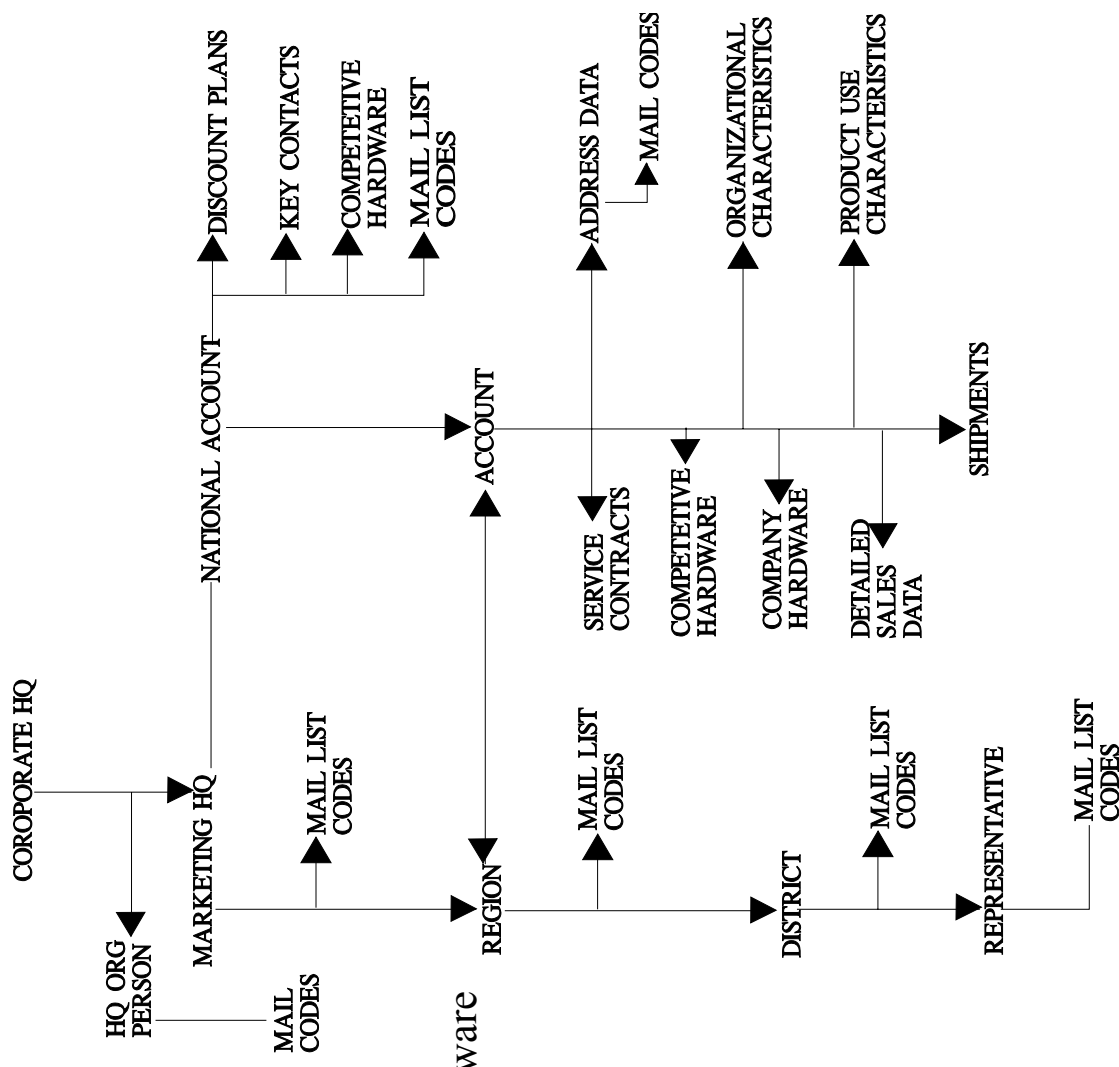 COROPORATE HQ
HQ ORG
PERSON
MAIL
CODES
MARKETING HQ
NATIONAL ACCOUNT
DISCOUNT PLANS
KEY CONTACTS
COMPETETIVE
HARDWARE
MAIL LIST
CODES
MAIL LIST
CODES
REGION
ACCOUNT
MAIL LIST
CODES
SERVICE
CONTRACTS
ADDRESS DATA
MAIL CODES
COMPETETIVE
HARDWARE
ORGANIZATIONAL
CHARACTERISTICS
COMPANY
HARDWARE
PRODUCT USE
CHARACTERISTICS
DETAILED
SALES
DATA
SHIPMENTS
DISTRICT
MAIL LIST
CODES
REPRESENTATIVE
MAIL LIST
CODES
ware